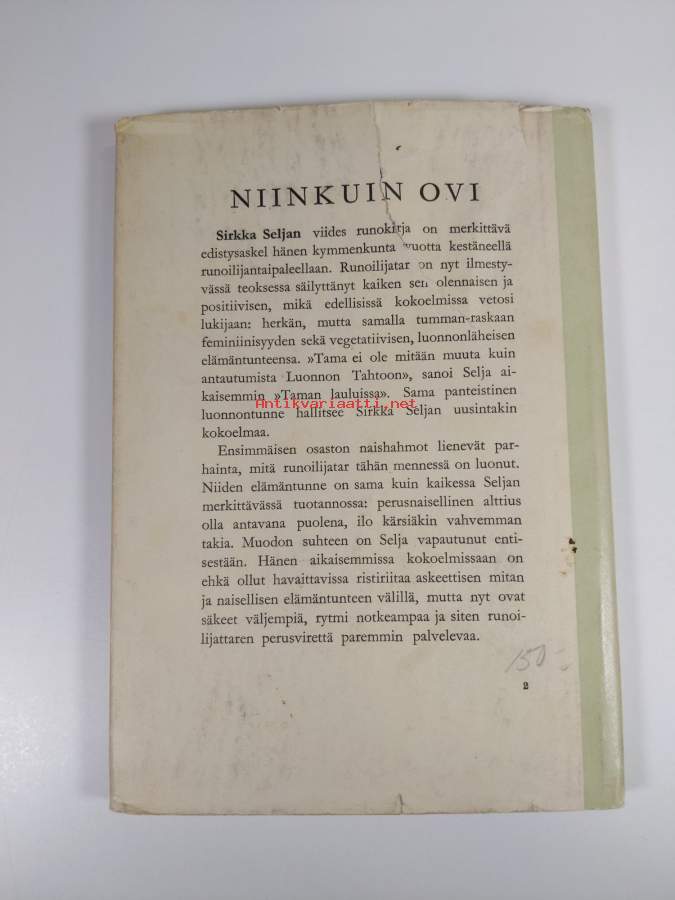 NIINKUIN OVI
Sirkka Seljan viides runokirja on merkittävä
edistysaskel hänen kymmenkunta vuotta kestäneellä
runoilijantaipaleellaan. Runoilijatar on nyt ilmesty-
vässä teoksessa säilyttänyt kaiken sen olennaisen ja
positiivisen, mikä edellisissä kokoelmissa vetosi
lukijaan: herkän, mutta samalla tumman-raskaan
feminiinisyyden sekä vegetatiivisen, luonnonläheisen
elämäntunteensa. »Tama ei ole mitään muuta kuin
antautumista Luonnon Tahtoon», sanoi Selja ai-
kaisemmin »Taman lauluissa». Sama panteistinen
Antikvariaatti.net
luonnontunne hallitsee Sirkka Seljan uusintakin
kokoelmaa.
Ensimmäisen osaston naishahmot lienevät par-
hainta, mitä runoilijatar tähän mennessä on luonut.
Niiden elämäntunne on sama kuin kaikessa Seljan
merkittävässä tuotannossa: perusnaisellinen alttius
olla antavana puolena, ilo kärsiäkin vahvemman
takia. Muodon suhteen on Selja vapautunut enti-
sestään. Hänen aikaisemmissa kokoelmissaan on
ehkä ollut havaittavissa ristiriitaa askeettisen mitan
ja naisellisen elämäntunteen välillä, mutta nyt ovat
säkeet väljempiä, rytmi notkeampaa ja siten runoi-
lijattaren perusvirettä paremmin palvelevaa.
150-
2